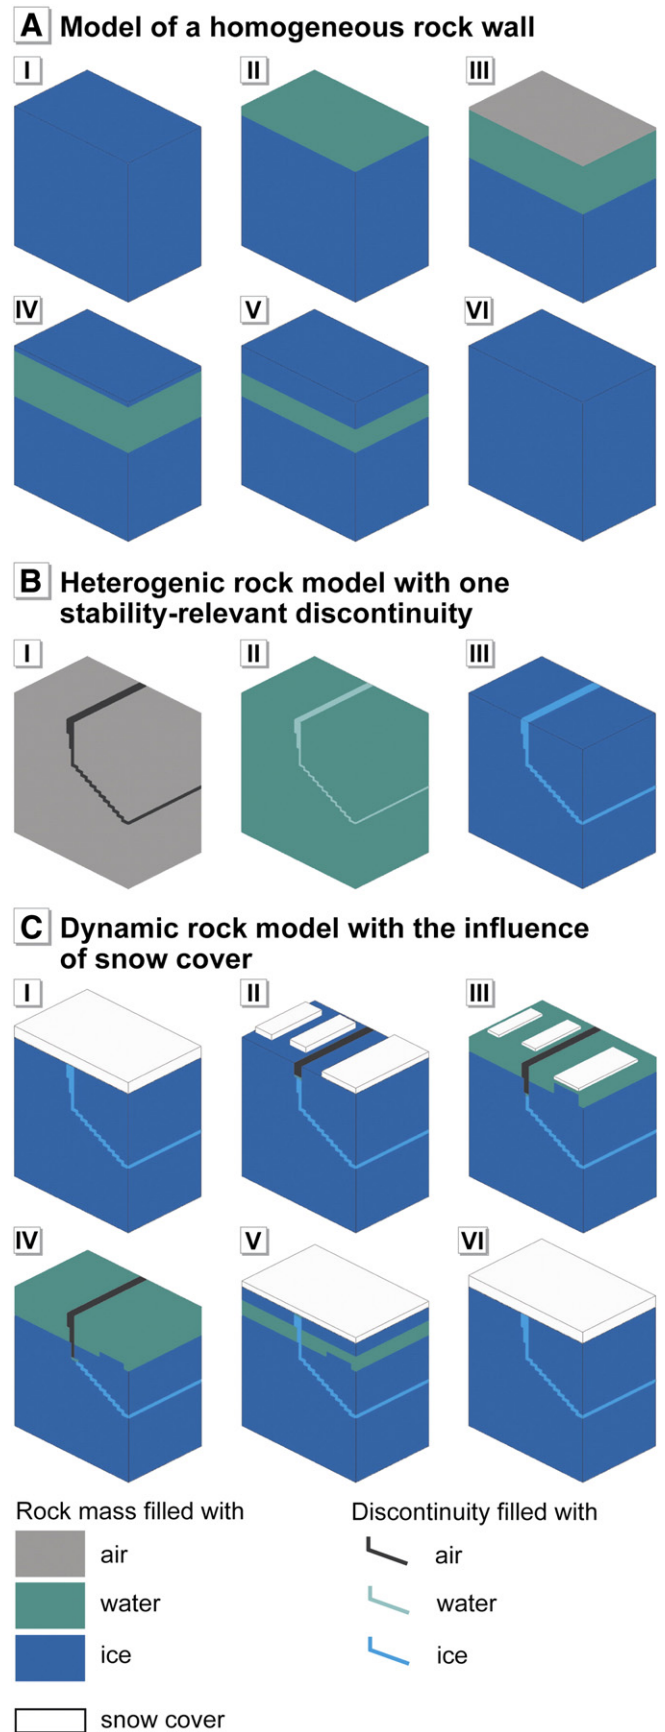 A Model of a homogeneous rock wall
I II III
IV V VI
B Heterogenic rock model with one
stability-relevant discontinuity
I II III
C Dynamic rock model with the influence
of snow cover
I II III
IV V VI
Rock mass filled with
air
water
ice
snow cover
Discontinuity filled with
air
water
ice